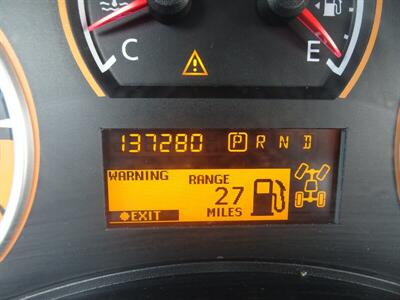 C E
137280 P R N D
WARNING
RANGE
27
MILES
EXIT